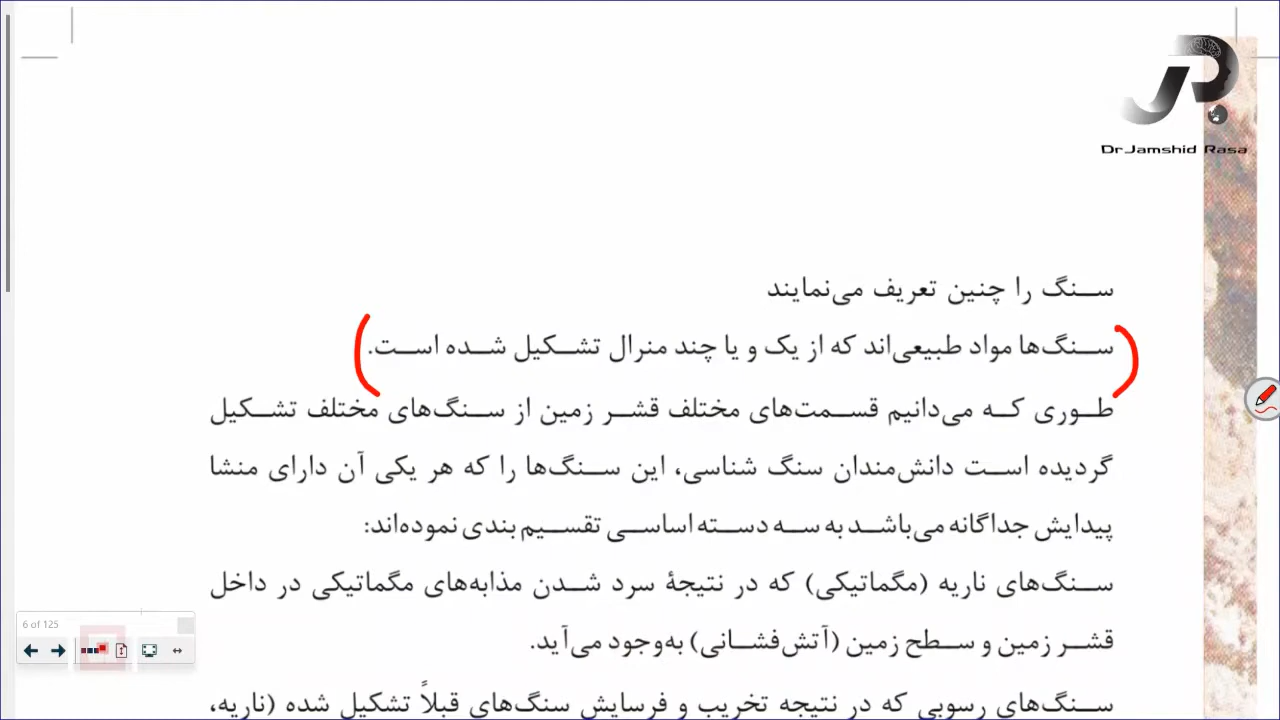 Dr.Jamshid Rasa
سنگ را چنین تعریف می‌نمایند
سنگ‌ها مواد طبیعی‌اند که از یک و یا چند منرال تشکیل شده است.
طوری که می‌دانیم قسمت‌های مختلف قشر زمین از سنگ‌های مختلف تشکیل
گردیده است دانش‌مندان سنگ شناسی، این سنگ‌ها را که هر یکی آن دارای منشا
پیدایش جداگانه می‌باشد به سه دسته اساسی تقسیم بندی نموده‌اند:
سنگ‌های ناریه (مگماتیکی) که در نتیجۀ سرد شدن مذابه‌های مگماتیکی در داخل
قشر زمین و سطح زمین (آتش‌فشانی) به‌وجود می‌آید.
سنگ‌های رسوبی که در نتیجه تخریب و فرسایش سنگ‌های قبلاً تشکیل شده (ناریه،
6 of 125